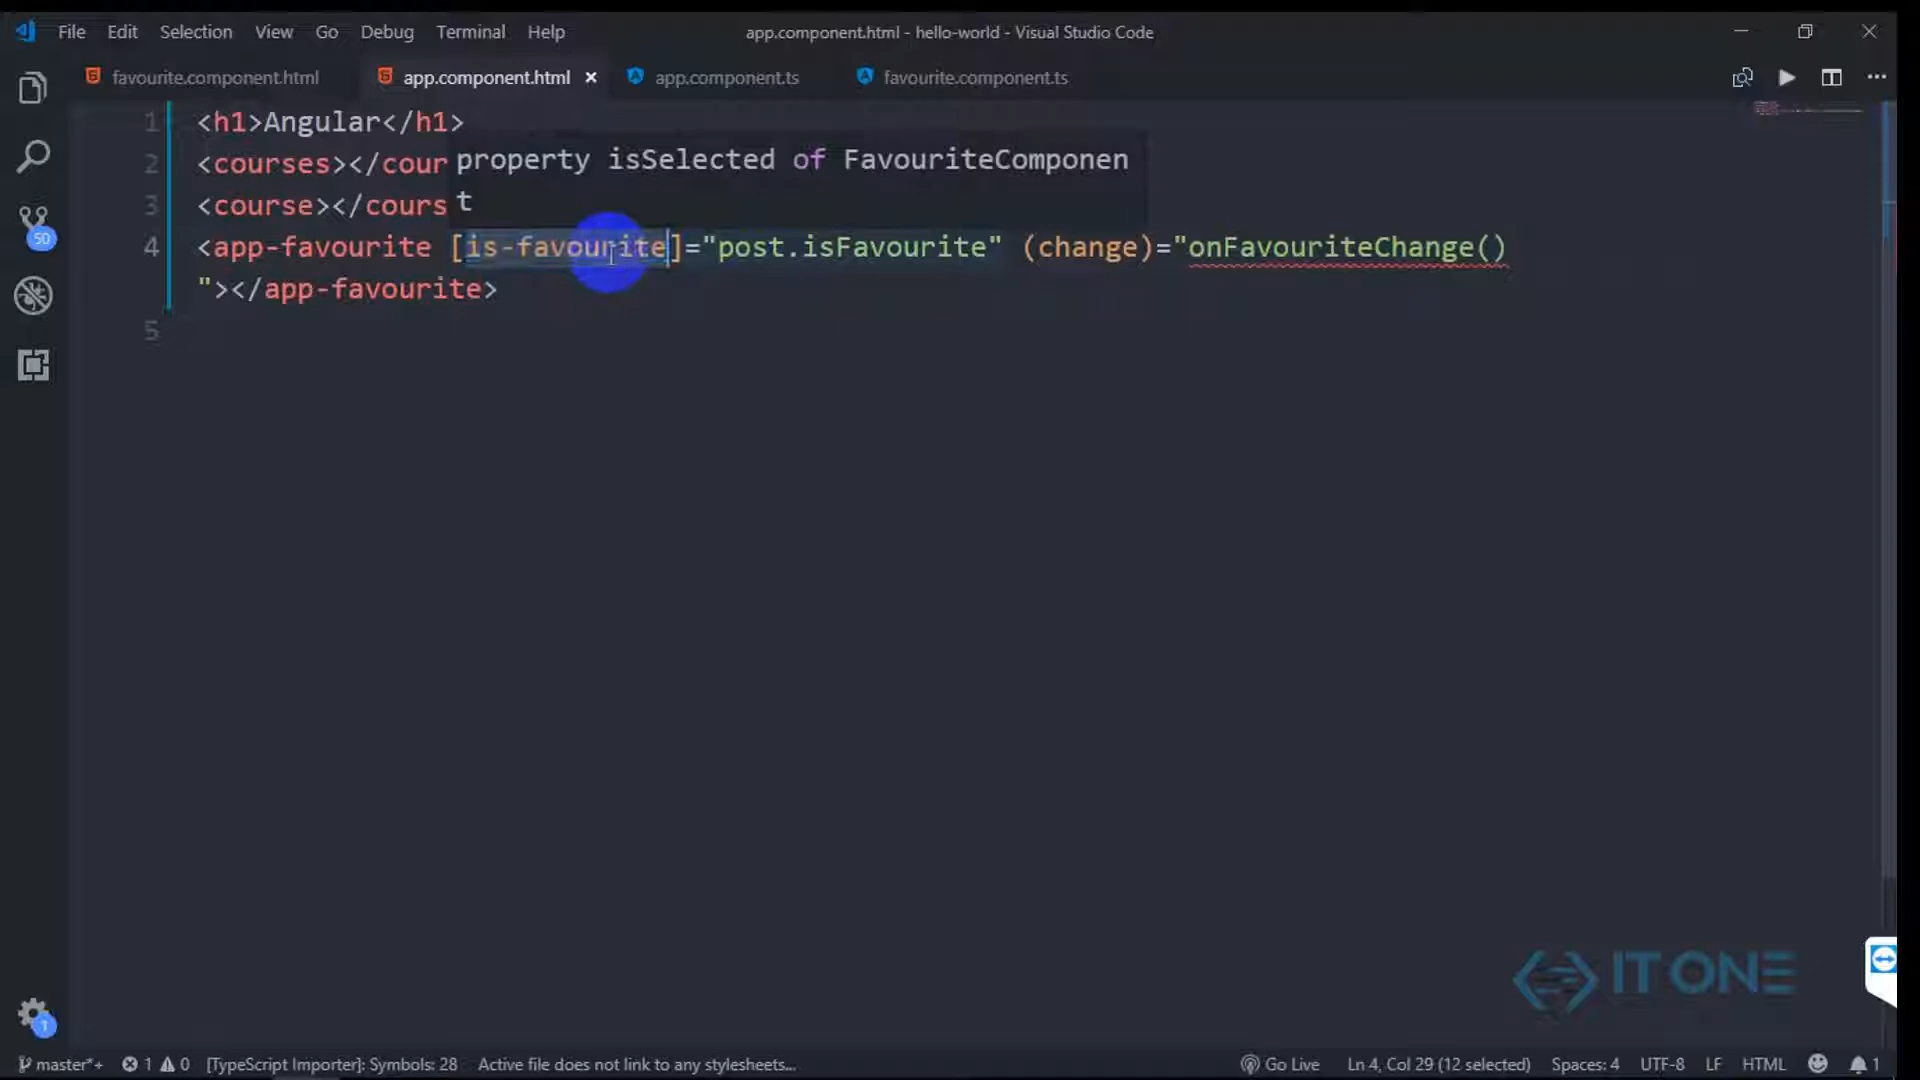 File Edit Selection View Go Debug Terminal Help
app.component.html - hello-world - Visual Studio Code
favourite.component.html
app.component.html
app.component.ts
favourite.component.ts
1 <h1>Angular</h1>
2 <courses></cour
property isSelected of FavouriteComponen
t
3 <course></cours
4 <app-favourite [is-favourite]="post.isFavourite" (change)="onFavouriteChange()
"></app-favourite>
5
50
IT ONE
1
master*+
1 0
[TypeScript Importer]: Symbols: 28
Active file does not link to any stylesheets...
Go Live
Ln 4, Col 29 (12 selected)
Spaces: 4
UTF-8
LF
HTML
1